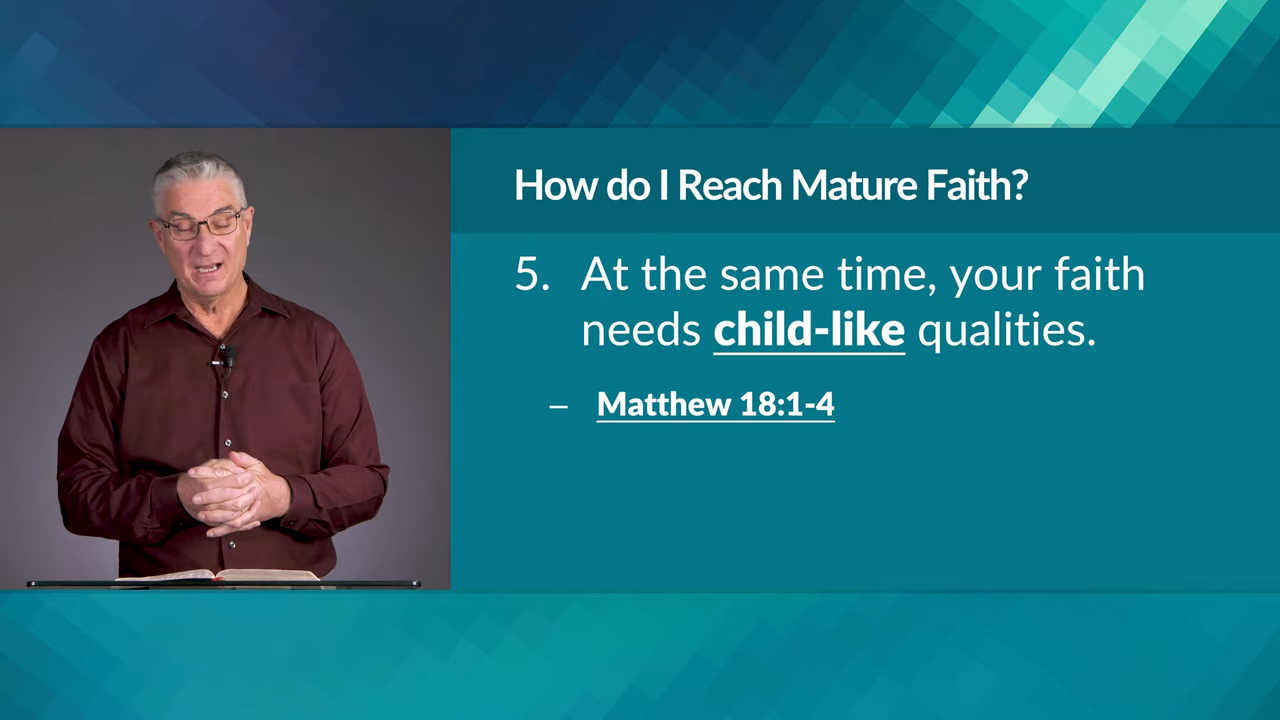 How do I Reach Mature Faith?
5. At the same time, your faith
needs child-like qualities.
– Matthew 18:1-4